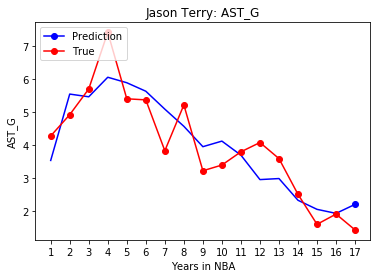 Jason Terry: AST_G
Prediction
True
AST_G
7
6
5
4
3
2
1 2 3 4 5 6 7 8 9 10 11 12 13 14 15 16 17
Years in NBA